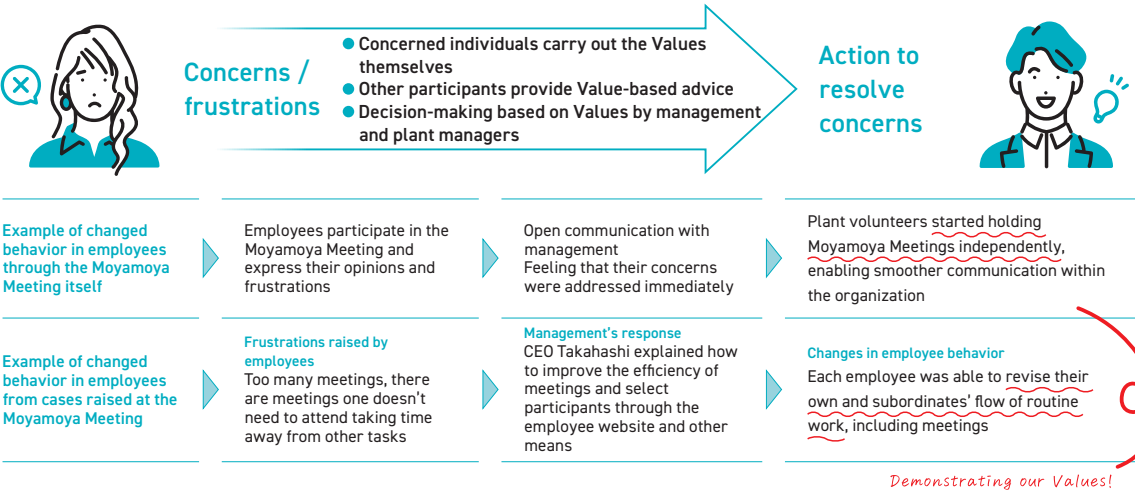 Concerns /
frustrations
● Concerned individuals carry out the Values
themselves
● Other participants provide Value-based advice
● Decision-making based on Values by management
and plant managers
Action to
resolve
concerns
Example of changed
behavior in employees
through the Moyamoya
Meeting itself
Employees participate in the
Moyamoya Meeting and
express their opinions and
frustrations
Open communication with
management
Feeling that their concerns
were addressed immediately
Plant volunteers started holding
Moyamoya Meetings independently,
enabling smoother communication within
the organization
Example of changed
behavior in employees
from cases raised at the
Moyamoya Meeting
Frustrations raised by
employees
Too many meetings, there
are meetings one doesn't
need to attend taking time
away from other tasks
Management's response
CEO Takahashi explained how
to improve the efficiency of
meetings and select
participants through the
employee website and other
means
Changes in employee behavior
Each employee was able to revise their
own and subordinates' flow of routine
work, including meetings
Demonstrating our Values!